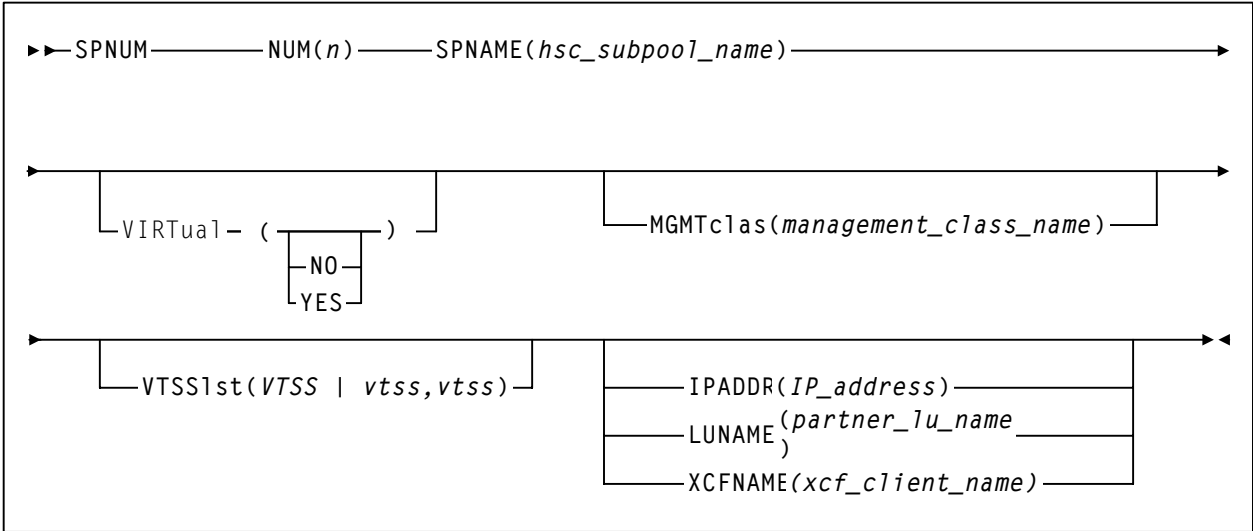 SPNUM NUM(n) SPNAME(hsc_subpool_name)
VIRTual ( ) MGMTclas(management_class_name)
NO
YES
VTSSlst(VTSS | vtss,vtss) IPADDR(IP_address)
LUNAME(partner_lu_name
)
XCFNAME(xcf_client_name)